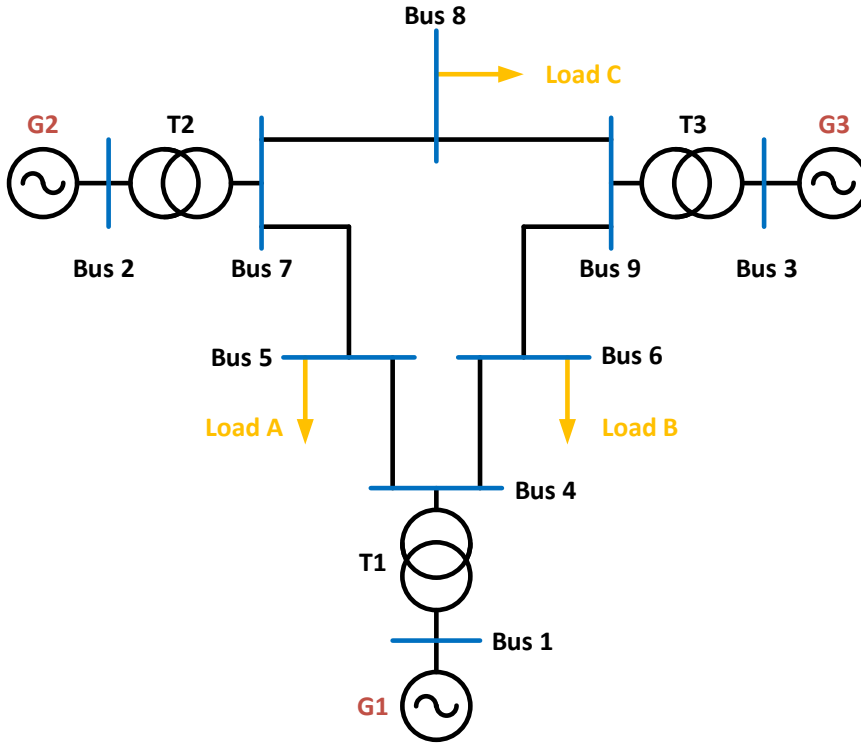 Bus 8
Load C
G2
T2
T3
G3
Bus 2
Bus 7
Bus 9
Bus 3
Bus 5
Bus 6
Load A
Load B
Bus 4
T1
Bus 1
G1